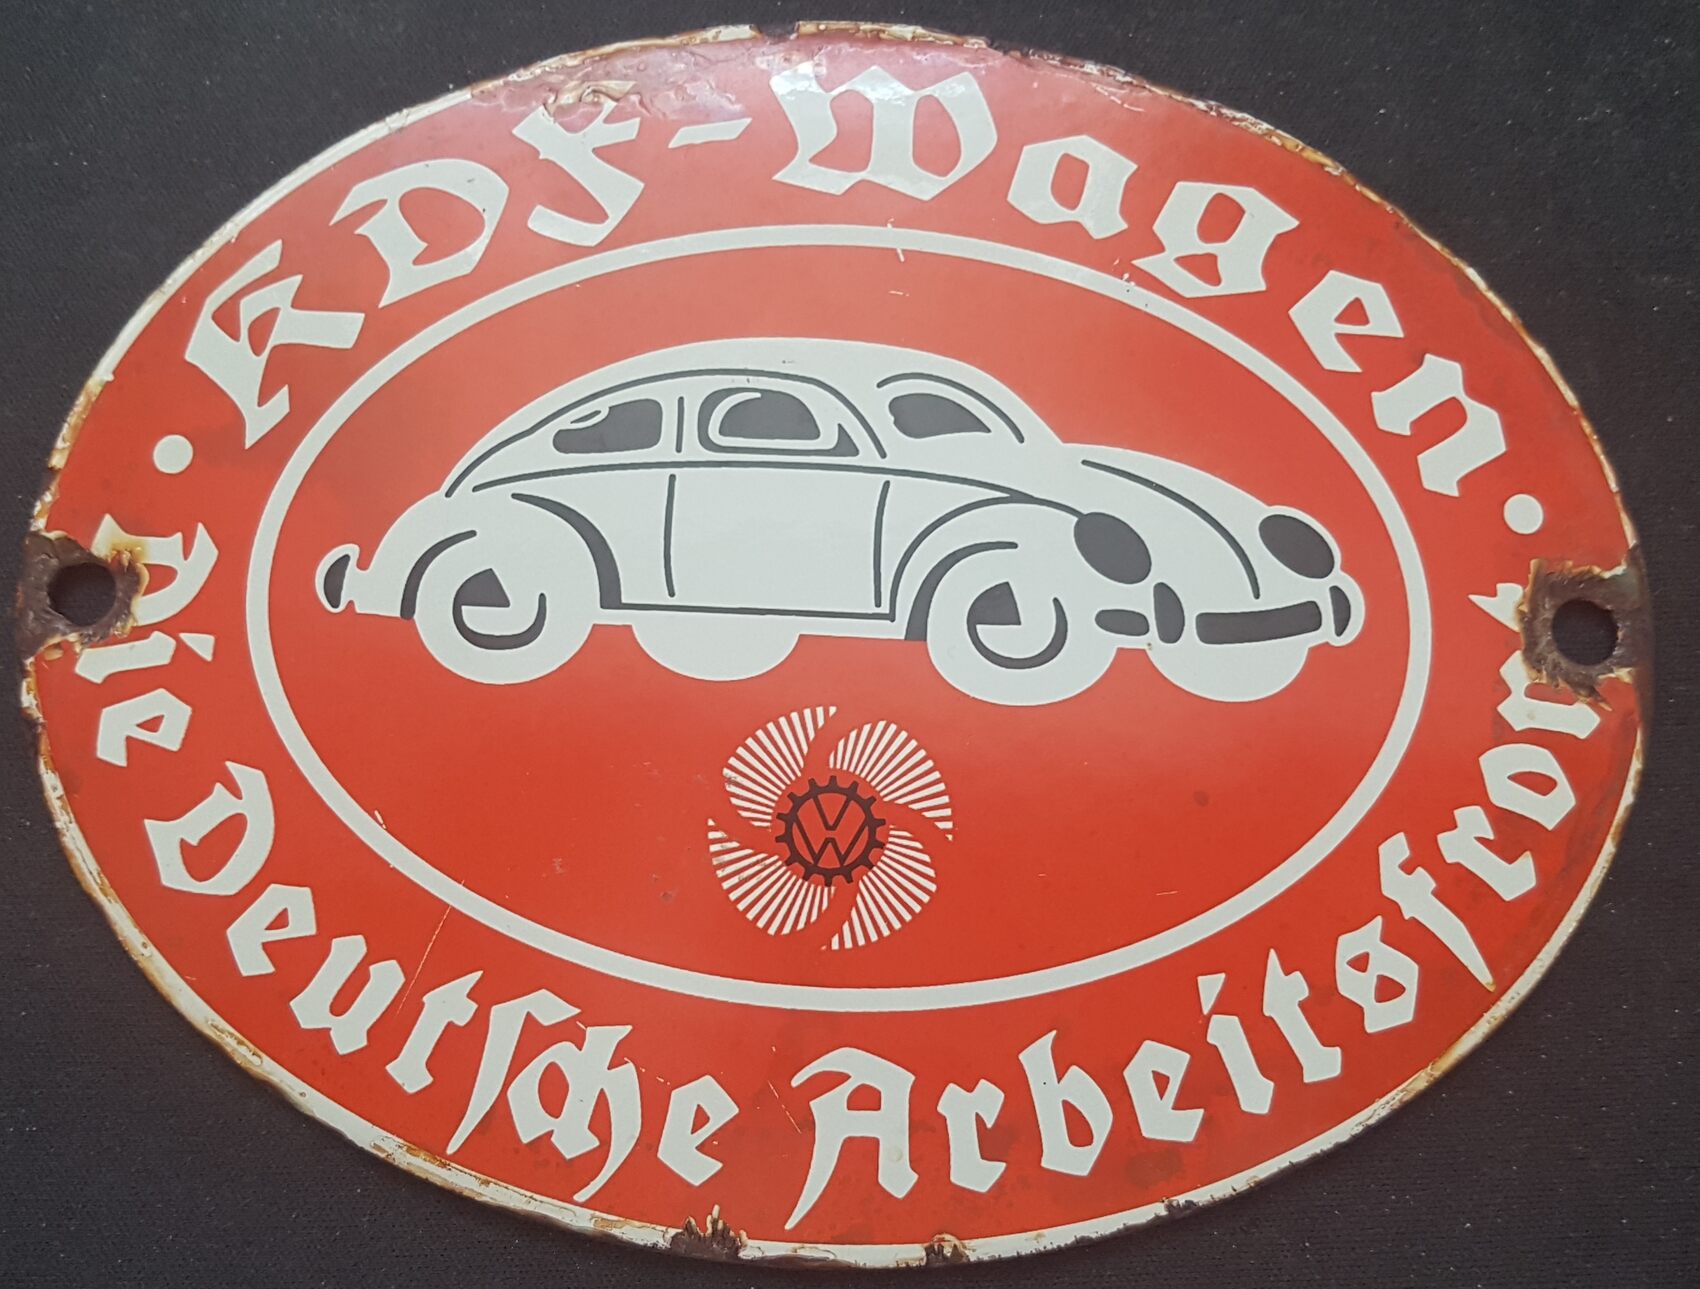 · KDF-Wagen ·
die Deutsche Arbeitsfront
VW